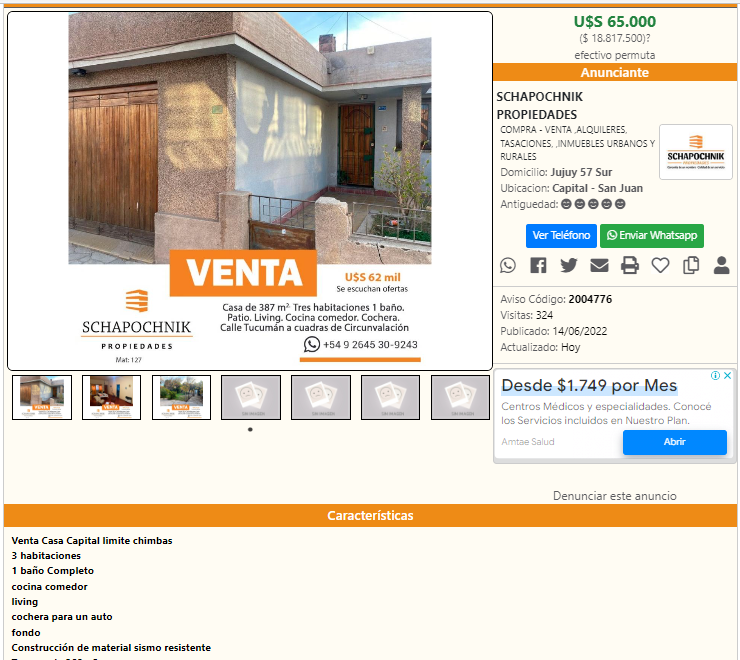 U$S 65.000
($ 18.817.500)?
efectivo permuta
Anunciante
SCHAPOCHNIK
PROPIEDADES
COMPRA - VENTA ,ALQUILERES,
TASACIONES, ,INMUEBLES URBANOS Y
RURALES
SCHAPOCHNIK
PROPIEDADES
Domicilio: Jujuy 57 Sur
Ubicacion: Capital - San Juan
Antiguedad:
Ver Teléfono
Enviar Whatsapp
VENTA
U$S 62 mil
Se escuchan ofertas
Casa de 387 m² Tres habitaciones 1 baño.
Patio. Living. Cocina comedor. Cochera.
Calle Tucumán a cuadras de Circunvalación
+54 9 2645 30-9243
SCHAPOCHNIK
PROPIEDADES
Mat: 127
Aviso Código: 2004776
Visitas: 324
Publicado: 14/06/2022
Actualizado: Hoy
Desde $1.749 por Mes
Centros Médicos y especialidades. Conocé
los Servicios incluidos en Nuestro Plan.
Amtae Salud
Abrir
Denunciar este anuncio
Características
Venta Casa Capital limite chimbas
3 habitaciones
1 baño Completo
cocina comedor
living
cochera para un auto
fondo
Construcción de material sismo resistente